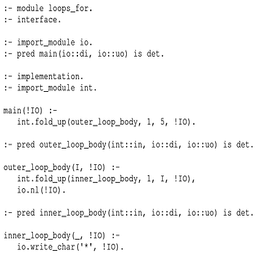 :- module loops_for.
:- interface.
:- import_module io.
:- pred main(io::di, io::uo) is det.
:- implementation.
:- import_module int.
main(!IO) :-
int.fold_up(outer_loop_body, 1, 5, !IO).
:- pred outer_loop_body(int::in, io::di, io::uo) is det.
outer_loop_body(I, !IO) :-
int.fold_up(inner_loop_body, 1, I, !IO),
io.nl(!IO).
:- pred inner_loop_body(int::in, io::di, io::uo) is det.
inner_loop_body(_, !IO) :-
io.write_char('*', !IO).